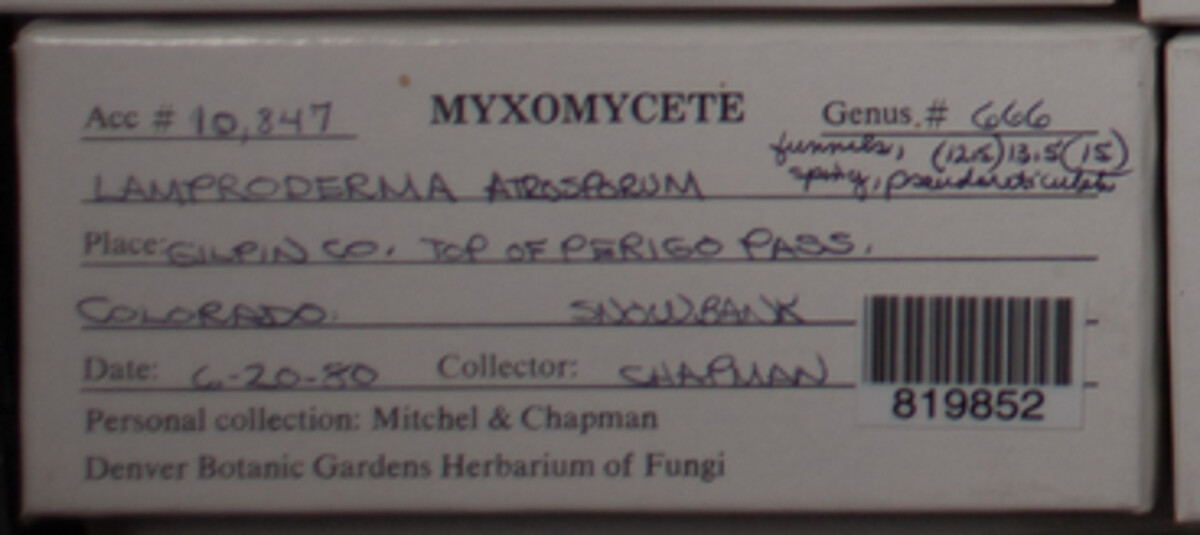 Acc # 10,847 MYXOMYCETE Genus # 666
funnels, (12.5) 13.5 (15)
LAMPRODERMA ATROSPORUM spiny, pseudoreticulate
Place: GILPIN CO. TOP OF PERIGO PASS.
COLORADO. SNOWBANK
Date: 6-20-80 Collector: CHAPMAN
819852
Personal collection: Mitchel & Chapman
Denver Botanic Gardens Herbarium of Fungi